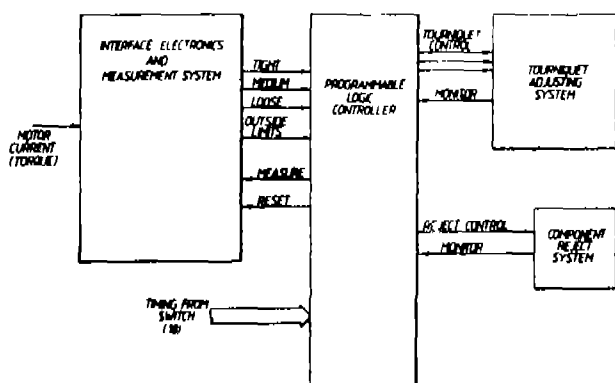 INTERFACE ELECTRONICS
AND
MEASUREMENT SYSTEM
MOTOR
CURRENT
(TORQUE)
TIGHT
MEDIUM
LOOSE
OUTSIDE
LIMITS
MEASURE
RESET
TIMING FROM
SWITCH
(18)
PROGRAMMABLE
LOGIC
CONTROLLER
TOURNIQUET
CONTROL
MONITOR
TOURNIQUET
ADJUSTING
SYSTEM
REJECT CONTROL
MONITOR
COMPONENT
REJECT
SYSTEM